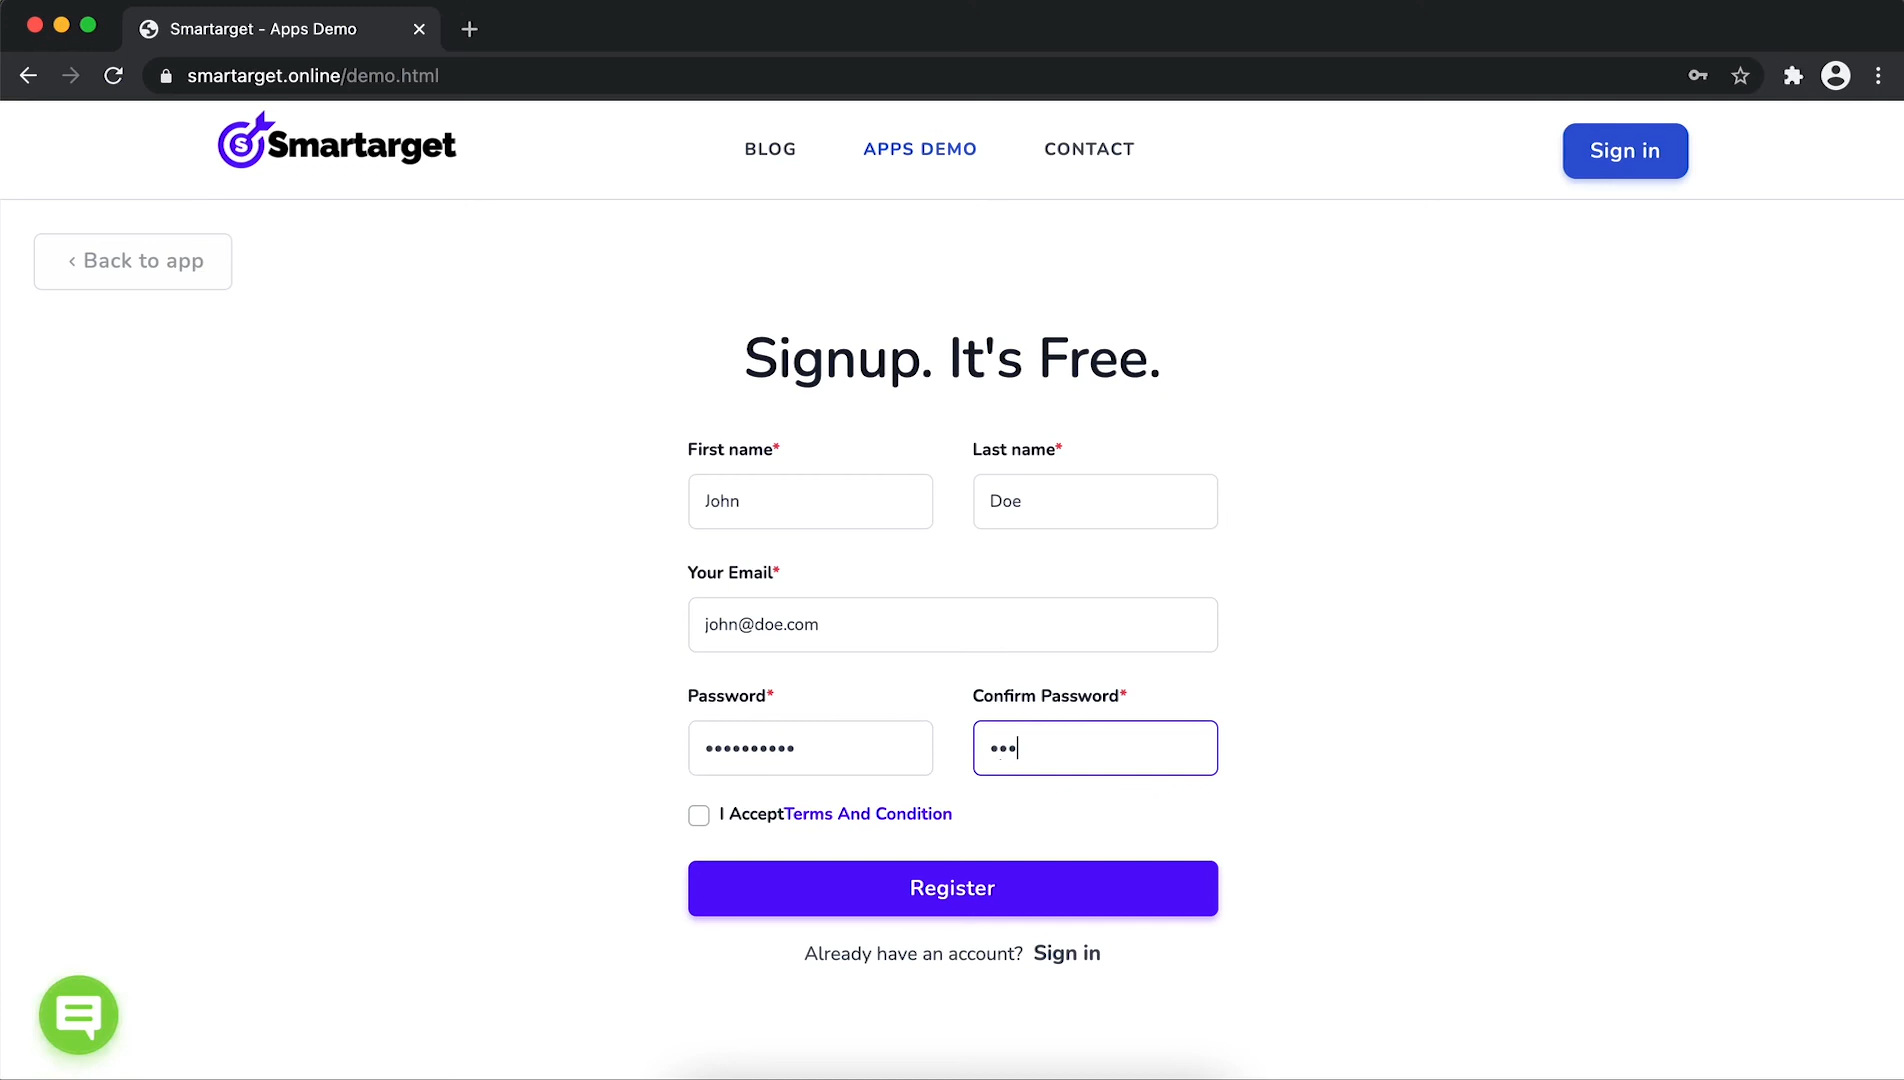 Smartarget - Apps Demo
smartarget.online/demo.html
Smartarget
BLOG
APPS DEMO
CONTACT
Sign in
‹ Back to app
Signup. It's Free.
First name*
Last name*
John
Doe
Your Email*
john@doe.com
Password*
Confirm Password*
••••••••••
•••
I AcceptTerms And Condition
Register
Already have an account? Sign in